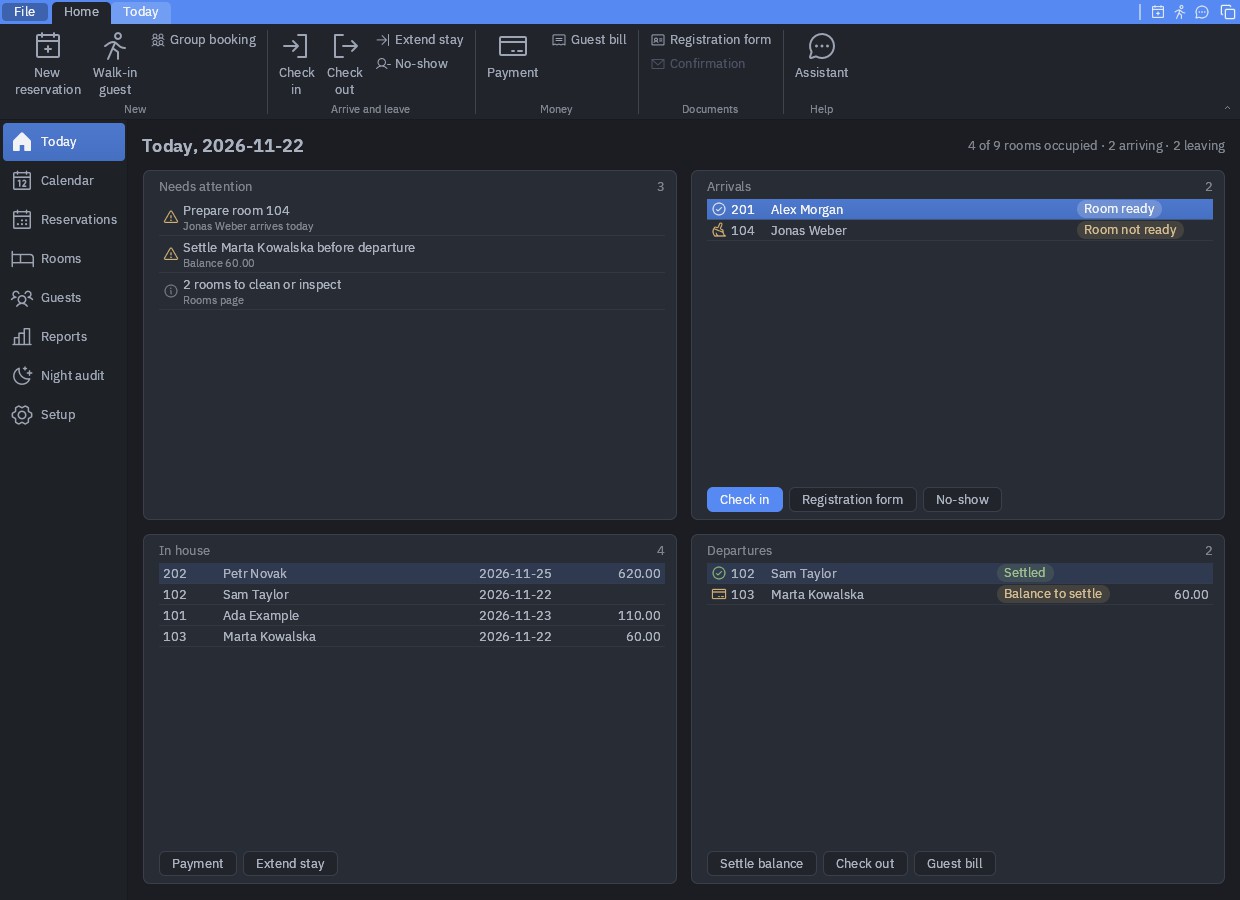 File Home Today
New reservation
Walk-in guest
Group booking
New
Check in
Check out
Extend stay
No-show
Arrive and leave
Payment
Guest bill
Money
Registration form
Confirmation
Documents
Assistant
Help
Today
Calendar
Reservations
Rooms
Guests
Reports
Night audit
Setup
Today, 2026-11-22
4 of 9 rooms occupied · 2 arriving · 2 leaving
Needs attention 3
Prepare room 104
Jonas Weber arrives today
Settle Marta Kowalska before departure
Balance 60.00
2 rooms to clean or inspect
Rooms page
Arrivals 2
201 Alex Morgan Room ready
104 Jonas Weber Room not ready
Check in Registration form No-show
In house 4
202 Petr Novak 2026-11-25 620.00
102 Sam Taylor 2026-11-22
101 Ada Example 2026-11-23 110.00
103 Marta Kowalska 2026-11-22 60.00
Payment Extend stay
Departures 2
102 Sam Taylor Settled
103 Marta Kowalska Balance to settle 60.00
Settle balance Check out Guest bill